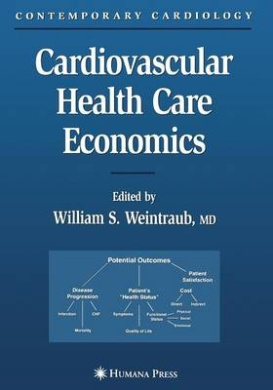 CONTEMPORARY CARDIOLOGY
Cardiovascular
Health Care
Economics
Edited by
William S. Weintraub, MD
Potential Outcomes
Patient
Satisfaction
Disease
Progression
Patient's
"Health Status"
Cost
Direct Indirect
Infarction CHF Symptoms Functional
Status
Physical
Social
Emotional
Mortality
Quality of Life
HUMANA PRESS